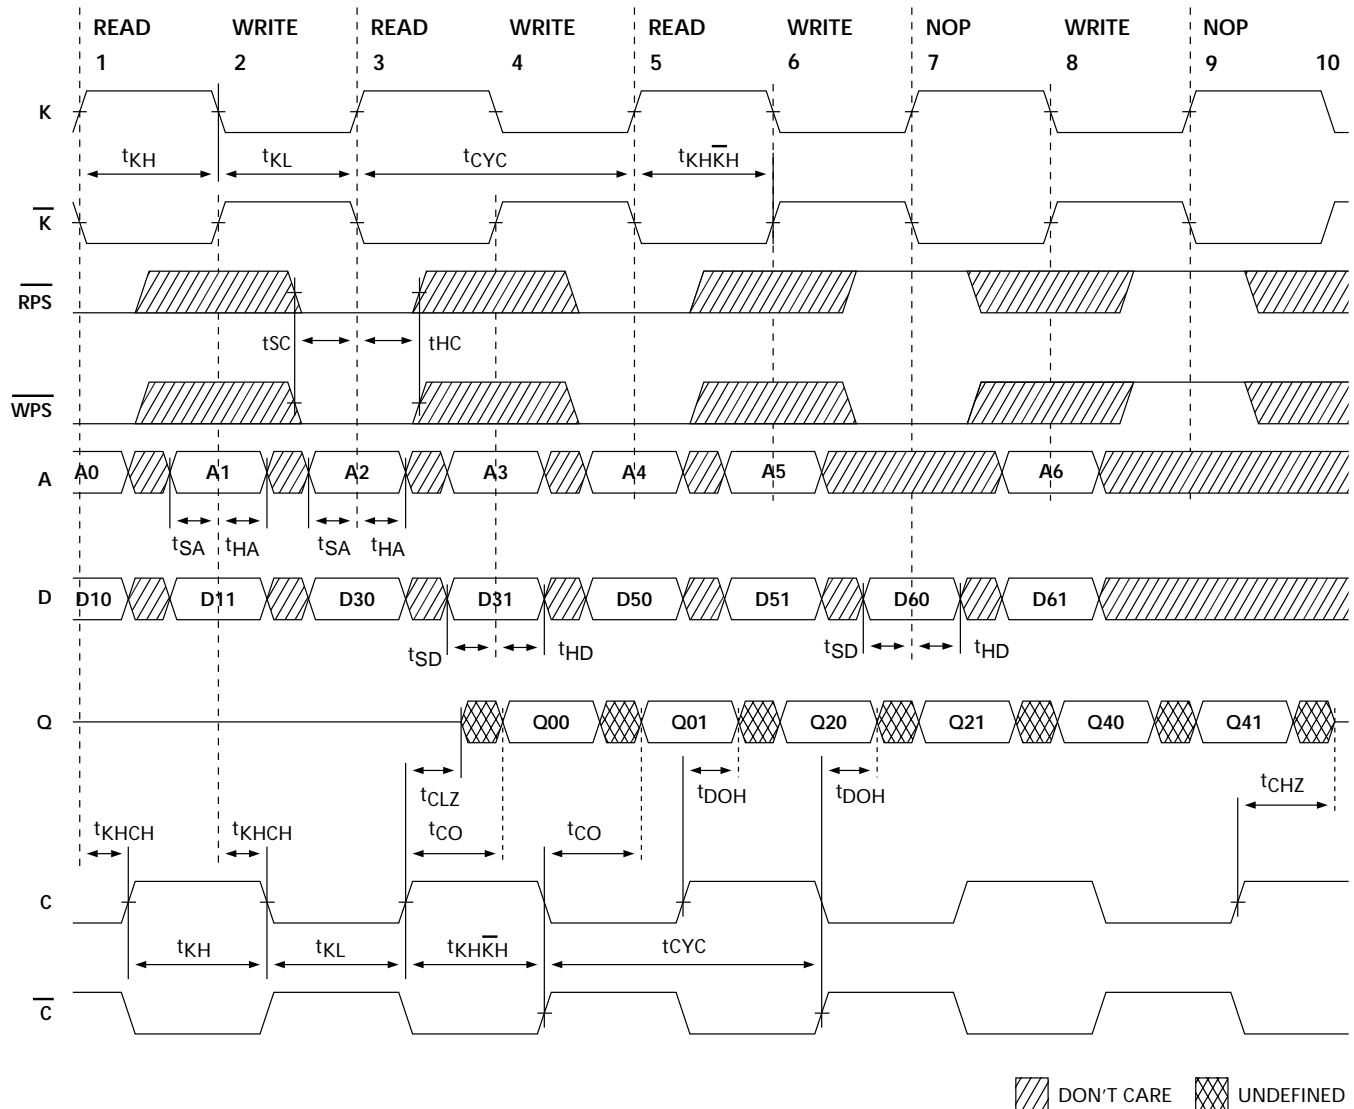 READ WRITE READ WRITE READ WRITE NOP WRITE NOP
1 2 3 4 5 6 7 8 9 10
K
tKH tKL tCYC tKHK̅H
K̅
R̅P̅S̅
tSC tHC
W̅P̅S̅
A A0 A1 A2 A3 A4 A5 A6
tSA tHA tSA tHA
D D10 D11 D30 D31 D50 D51 D60 D61
tSD tHD tSD tHD
Q Q00 Q01 Q20 Q21 Q40 Q41
tCLZ tDOH tDOH tCHZ
tKHCH tKHCH tCO tCO
C
tKH tKL tKHK̅H tCYC
C̅
DON'T CARE UNDEFINED